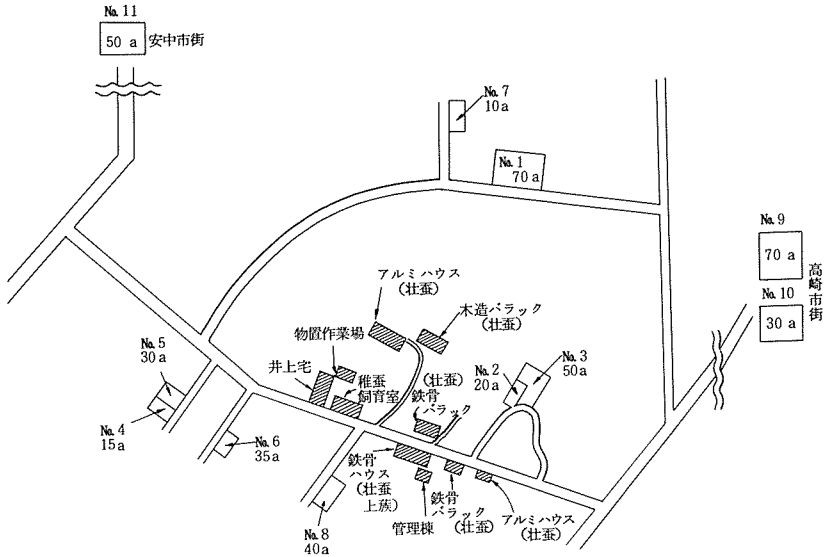 No.11
50 a
安中市街
No.7
10a
No.1
70 a
No.9
70 a
高崎市街
No.10
30 a
アルミハウス
(壮蚕)
木造バラック
(壮蚕)
物置作業場
井上宅
稚蚕
飼育室
(壮蚕)
鉄骨
バラック
No.2
20a
No.3
50a
No.5
30a
No.4
15a
No.6
35a
No.8
40a
鉄骨
ハウス
(壮蚕
上蔟)
管理棟
鉄骨
バラック
(壮蚕)
アルミハウス
(壮蚕)